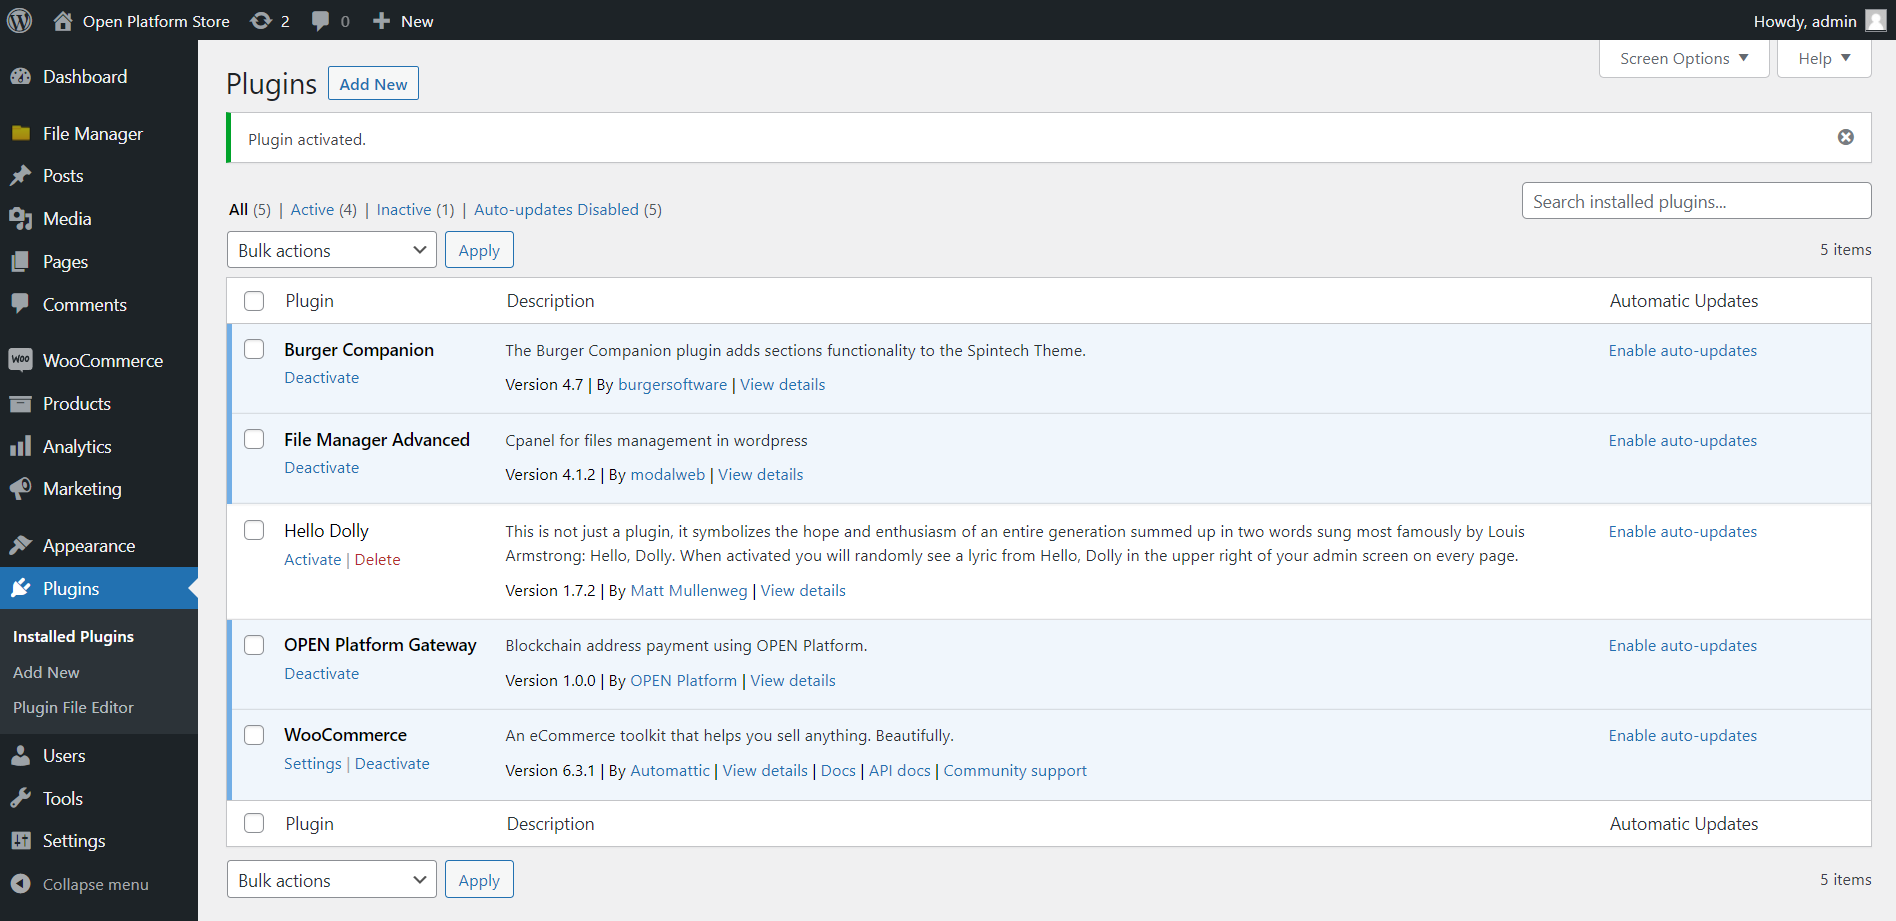 Open Platform Store 2 0 New Howdy, admin
Dashboard
File Manager
Posts
Media
Pages
Comments
WOO WooCommerce
Products
Analytics
Marketing
Appearance
Plugins
Installed Plugins
Add New
Plugin File Editor
Users
Tools
Settings
Collapse menu
Screen Options Help
Plugins Add New
Plugin activated.
All (5) | Active (4) | Inactive (1) | Auto-updates Disabled (5)
Search installed plugins...
Bulk actions Apply
5 items
Plugin Description Automatic Updates
Burger Companion The Burger Companion plugin adds sections functionality to the Spintech Theme. Enable auto-updates
Deactivate Version 4.7 | By burgersoftware | View details
File Manager Advanced Cpanel for files management in wordpress Enable auto-updates
Deactivate Version 4.1.2 | By modalweb | View details
Hello Dolly This is not just a plugin, it symbolizes the hope and enthusiasm of an entire generation summed up in two words sung most famously by Louis Enable auto-updates
Activate | Delete Armstrong: Hello, Dolly. When activated you will randomly see a lyric from Hello, Dolly in the upper right of your admin screen on every page.
Version 1.7.2 | By Matt Mullenweg | View details
OPEN Platform Gateway Blockchain address payment using OPEN Platform. Enable auto-updates
Deactivate Version 1.0.0 | By OPEN Platform | View details
WooCommerce An eCommerce toolkit that helps you sell anything. Beautifully. Enable auto-updates
Settings | Deactivate Version 6.3.1 | By Automattic | View details | Docs | API docs | Community support
Plugin Description Automatic Updates
Bulk actions Apply 5 items